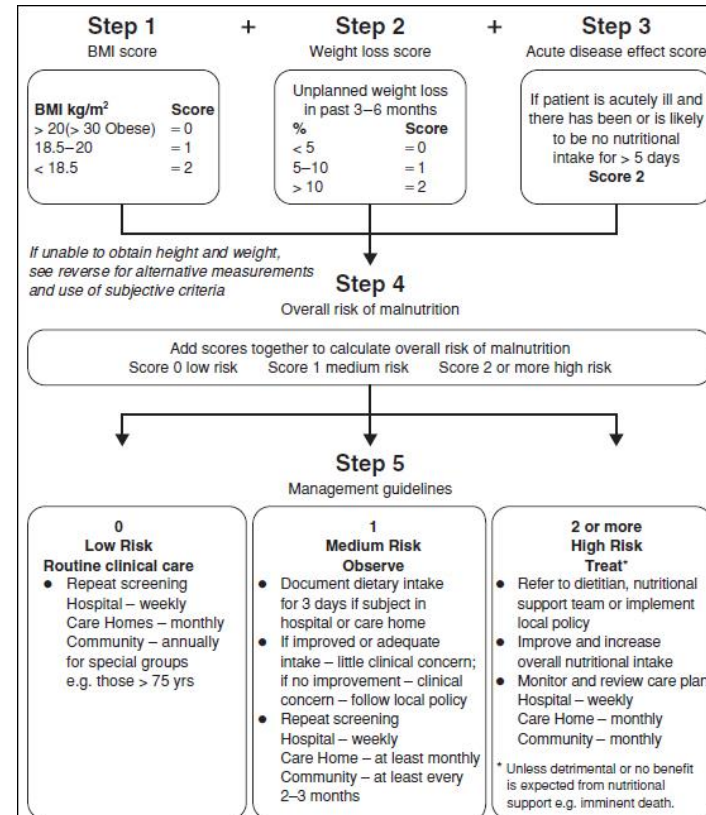 Step 1 + Step 2 + Step 3
BMI score
Weight loss score
Acute disease effect score
BMI kg/m² Score
> 20(> 30 Obese) = 0
18.5–20 = 1
< 18.5 = 2
Unplanned weight loss
in past 3–6 months
% Score
< 5 = 0
5–10 = 1
> 10 = 2
If patient is acutely ill and
there has been or is likely
to be no nutritional
intake for > 5 days
Score 2
If unable to obtain height and weight,
see reverse for alternative measurements
and use of subjective criteria
Step 4
Overall risk of malnutrition
Add scores together to calculate overall risk of malnutrition
Score 0 low risk Score 1 medium risk Score 2 or more high risk
Step 5
Management guidelines
0
Low Risk
Routine clinical care
● Repeat screening
Hospital – weekly
Care Homes – monthly
Community – annually
for special groups
e.g. those > 75 yrs
1
Medium Risk
Observe
● Document dietary intake
for 3 days if subject in
hospital or care home
● If improved or adequate
intake – little clinical concern;
if no improvement – clinical
concern – follow local policy
● Repeat screening
Hospital – weekly
Care Home – at least monthly
Community – at least every
2–3 months
2 or more
High Risk
Treat*
● Refer to dietitian, nutritional
support team or implement
local policy
● Improve and increase
overall nutritional intake
● Monitor and review care plan
Hospital – weekly
Care Home – monthly
Community – monthly
* Unless detrimental or no benefit
is expected from nutritional
support e.g. imminent death.